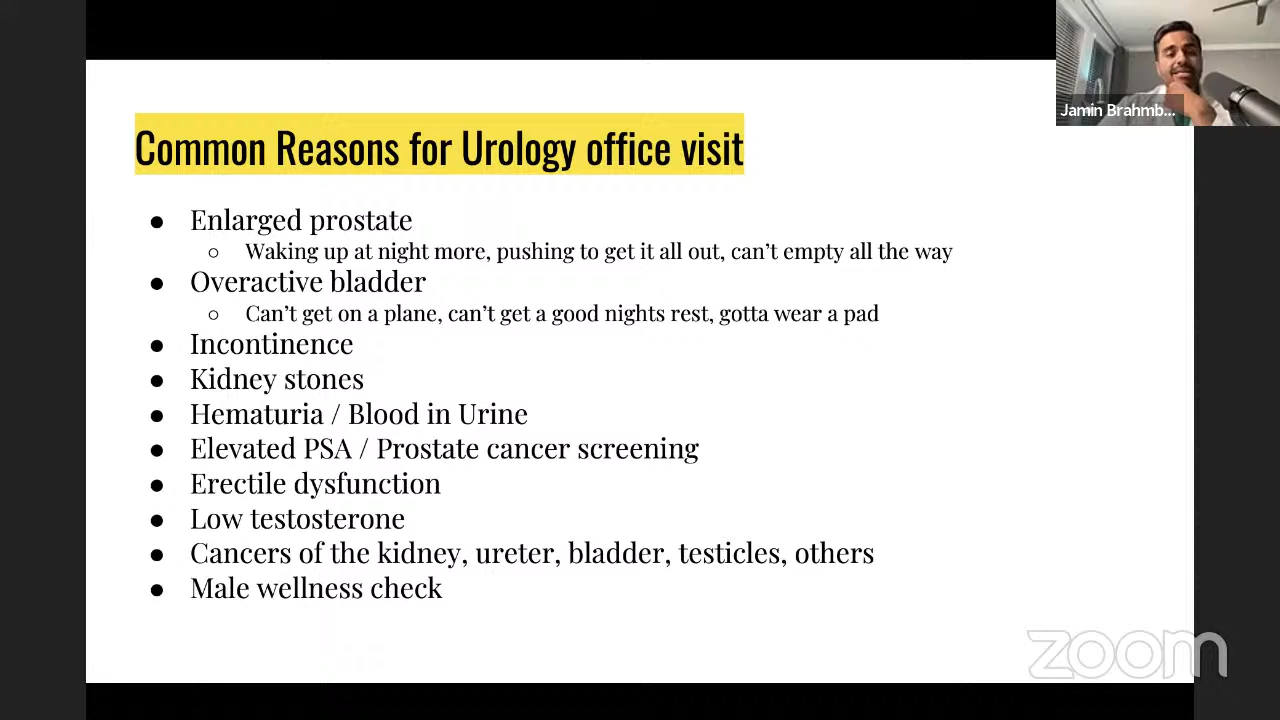 Jamin Brahmb...
Common Reasons for Urology office visit
● Enlarged prostate
○ Waking up at night more, pushing to get it all out, can’t empty all the way
● Overactive bladder
○ Can’t get on a plane, can’t get a good nights rest, gotta wear a pad
● Incontinence
● Kidney stones
● Hematuria / Blood in Urine
● Elevated PSA / Prostate cancer screening
● Erectile dysfunction
● Low testosterone
● Cancers of the kidney, ureter, bladder, testicles, others
● Male wellness check
zoom